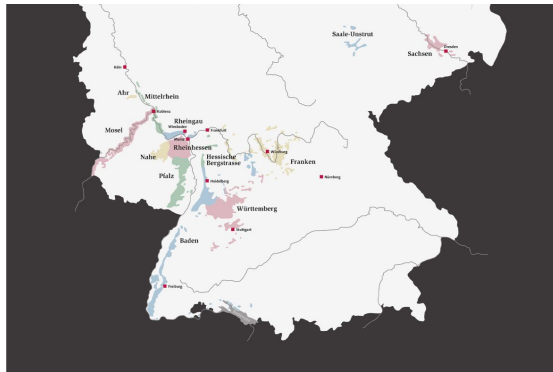 Saale-Unstrut
Dresden
Sachsen
Köln
Ahr
Mittelrhein
Koblenz
Mosel
Rheingau
Wiesbaden
Frankfurt
Mainz
Rheinhessen
Nahe
Hessische
Bergstrasse
Würzburg
Franken
Pfalz
Heidelberg
Nürnberg
Württemberg
Stuttgart
Baden
Freiburg